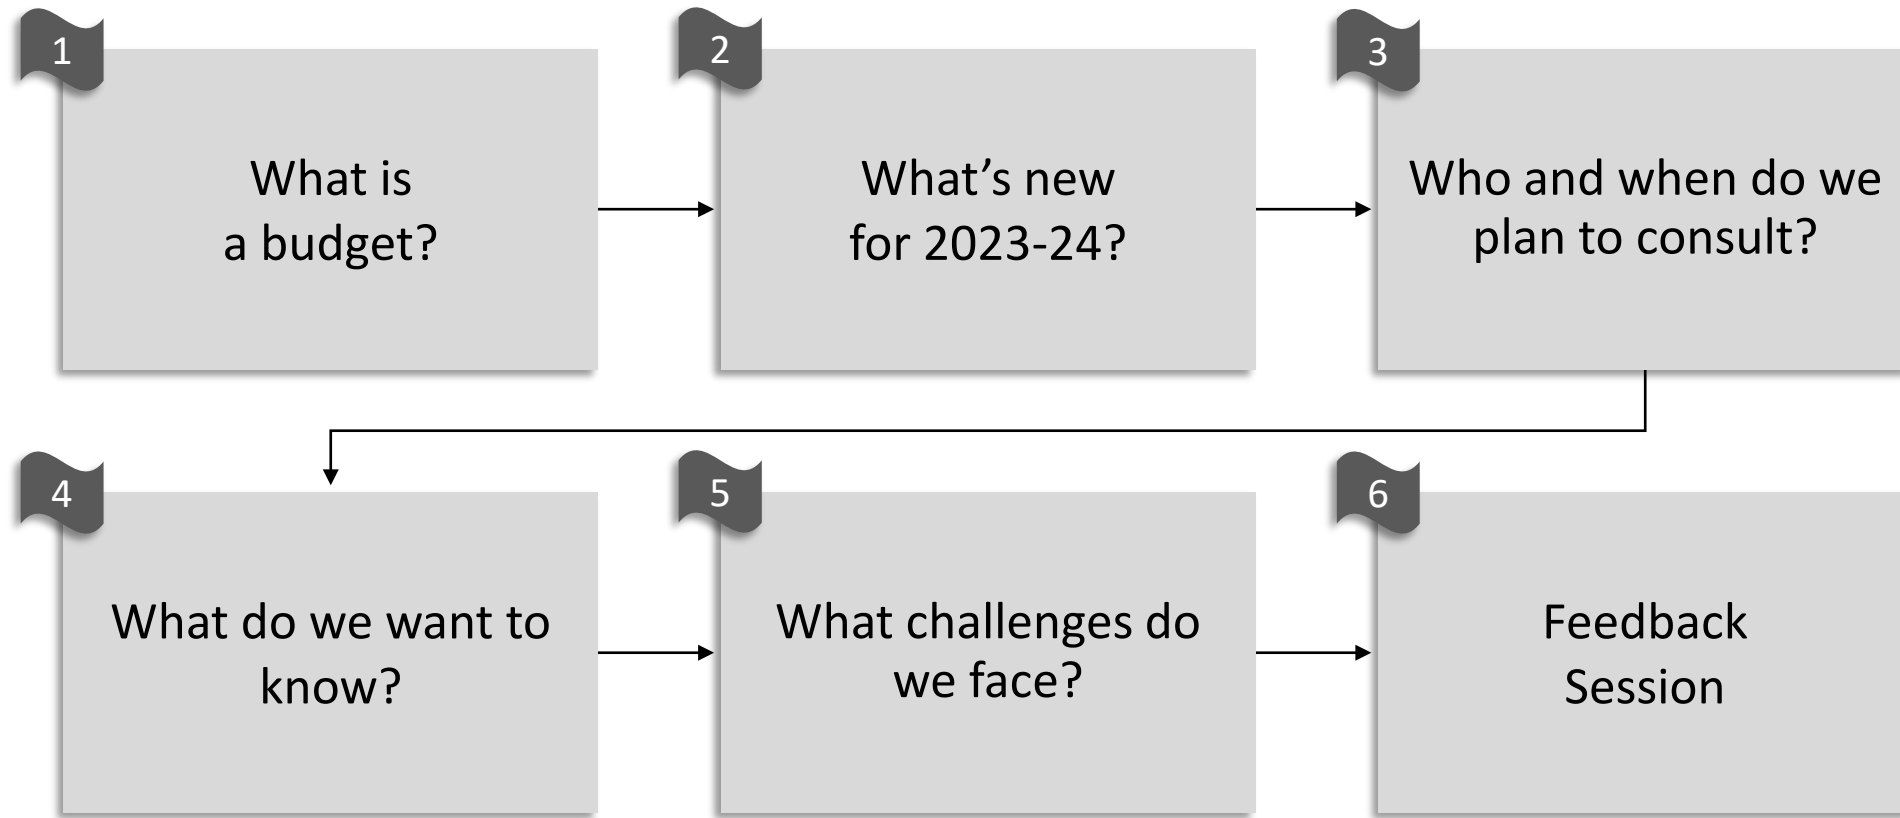 1
What is
a budget?
2
What’s new
for 2023-24?
3
Who and when do we
plan to consult?
4
What do we want to
know?
5
What challenges do
we face?
6
Feedback
Session